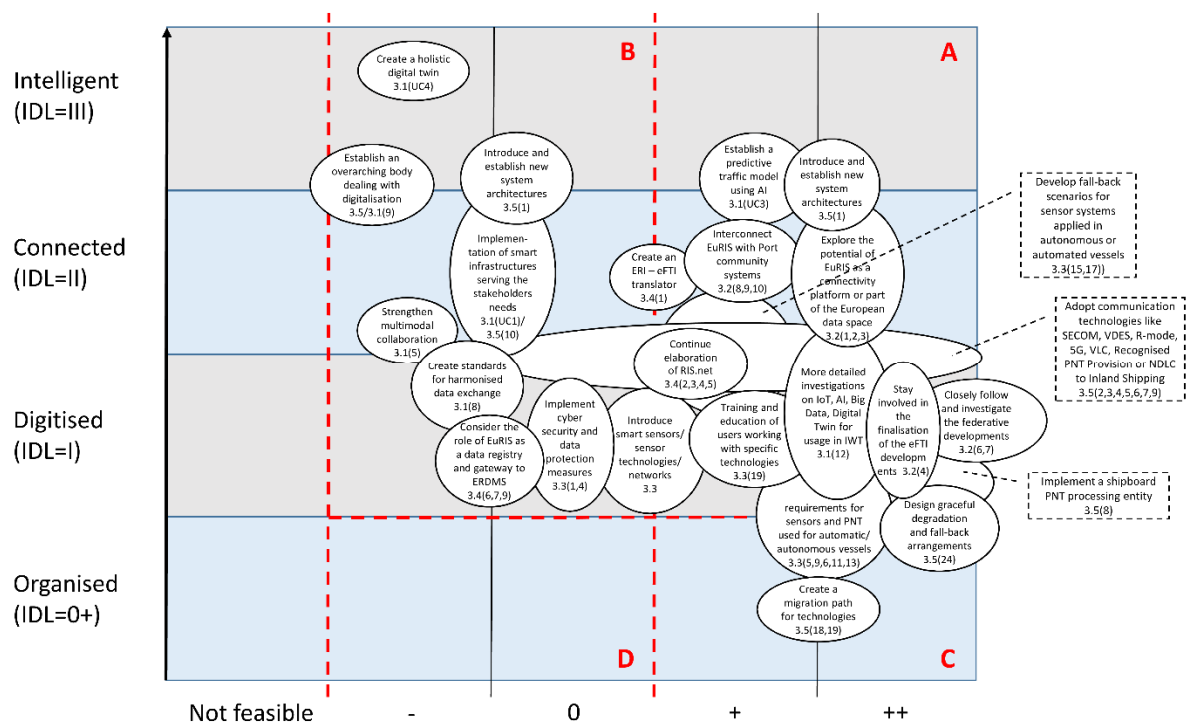 B
A
Intelligent
(IDL=III)
Create a holistic
digital twin
3.1(UC4)
Establish an
overarching body
dealing with
digitalisation
3.5/3.1(9)
Introduce and
establish new
system
architectures
3.5(1)
Establish a
predictive
traffic model
using AI
3.1(UC3)
Introduce and
establish new
system
architectures
3.5(1)
Develop fall-back
scenarios for
sensor systems
applied in
autonomous or
automated vessels
3.3(15,17))
Connected
(IDL=II)
Implemen-
tation of smart
infrastructures
serving the
stakeholders
needs
3.1(UC1)/
3.5(10)
Create an
ERI – eFTI
translator
3.4(1)
Interconnect
EuRIS with Port
community
systems
3.2(8,9,10)
Explore the
potential of
EuRIS as a
connectivity
platform or part
of the European
data space
3.2(1,2,3)
Strengthen
multimodal
collaboration
3.1(5)
Adopt communication
technologies like
SECOM, VDES, R-mode,
5G, VLC, Recognised
PNT Provision or NDLC
to Inland Shipping
3.5(2,3,4,5,6,7,9)
Digitised
(IDL=I)
Create standards
for harmonised
data exchange
3.1(8)
Consider the
role of EuRIS as
a data registry
and gateway to
ERDMS
3.4(6,7,9)
Implement
cyber
security and
data
protection
measures
3.3(1,4)
Introduce
smart sensors/
sensor
technologies/
networks
3.3
Continue
elaboration
of RIS.net
3.4(2,3,4,5)
Training and
education of
users working
with specific
technologies
3.3(19)
More detailed
investigations
on IoT, AI, Big
Data, Digital
Twin for
usage in IWT
3.1(12)
Stay
involved in
the
finalisation of
the eFTI
developm
ents 3.2(4)
Closely follow
and investigate
the federative
developments
3.2(6,7)
Implement a shipboard
PNT processing entity
3.5(8)
requirements for
sensors and PNT
used for automatic/
autonomous vessels
3.3(5,9,6,11,13)
Design graceful
degradation
and fall-back
arrangements
3.5(24)
Organised
(IDL=0+)
Create a
migration path
for technologies
3.5(18,19)
D
C
Not feasible
-
0
+
++